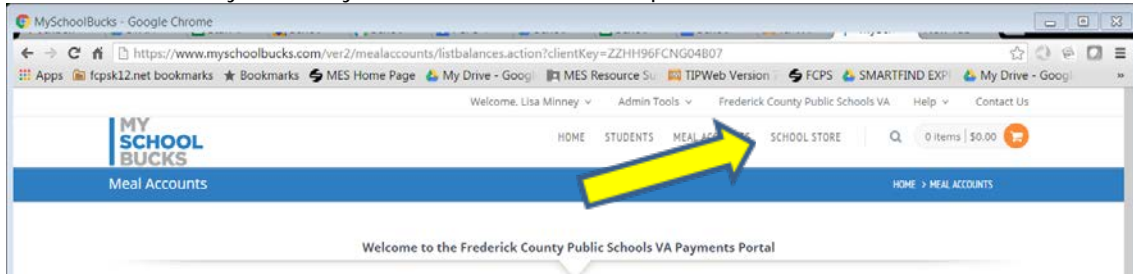 MySchoolBucks - Google Chrome
https://www.myschoolbucks.com/ver2/mealaccounts/listbalances.action?clientKey=ZZHH96FCNG04B07
Apps fcpsk12.net bookmarks Bookmarks MES Home Page My Drive - Googl MES Resource Su TIPWeb Version FCPS SMARTFIND EXP My Drive - Googl »
Welcome, Lisa Minney Admin Tools Frederick County Public Schools VA Help Contact Us
MY
SCHOOL
BUCKS
HOME STUDENTS MEAL SCHOOL STORE 0 items | $0.00
Meal Accounts HOME > MEAL ACCOUNTS
Welcome to the Frederick County Public Schools VA Payments Portal